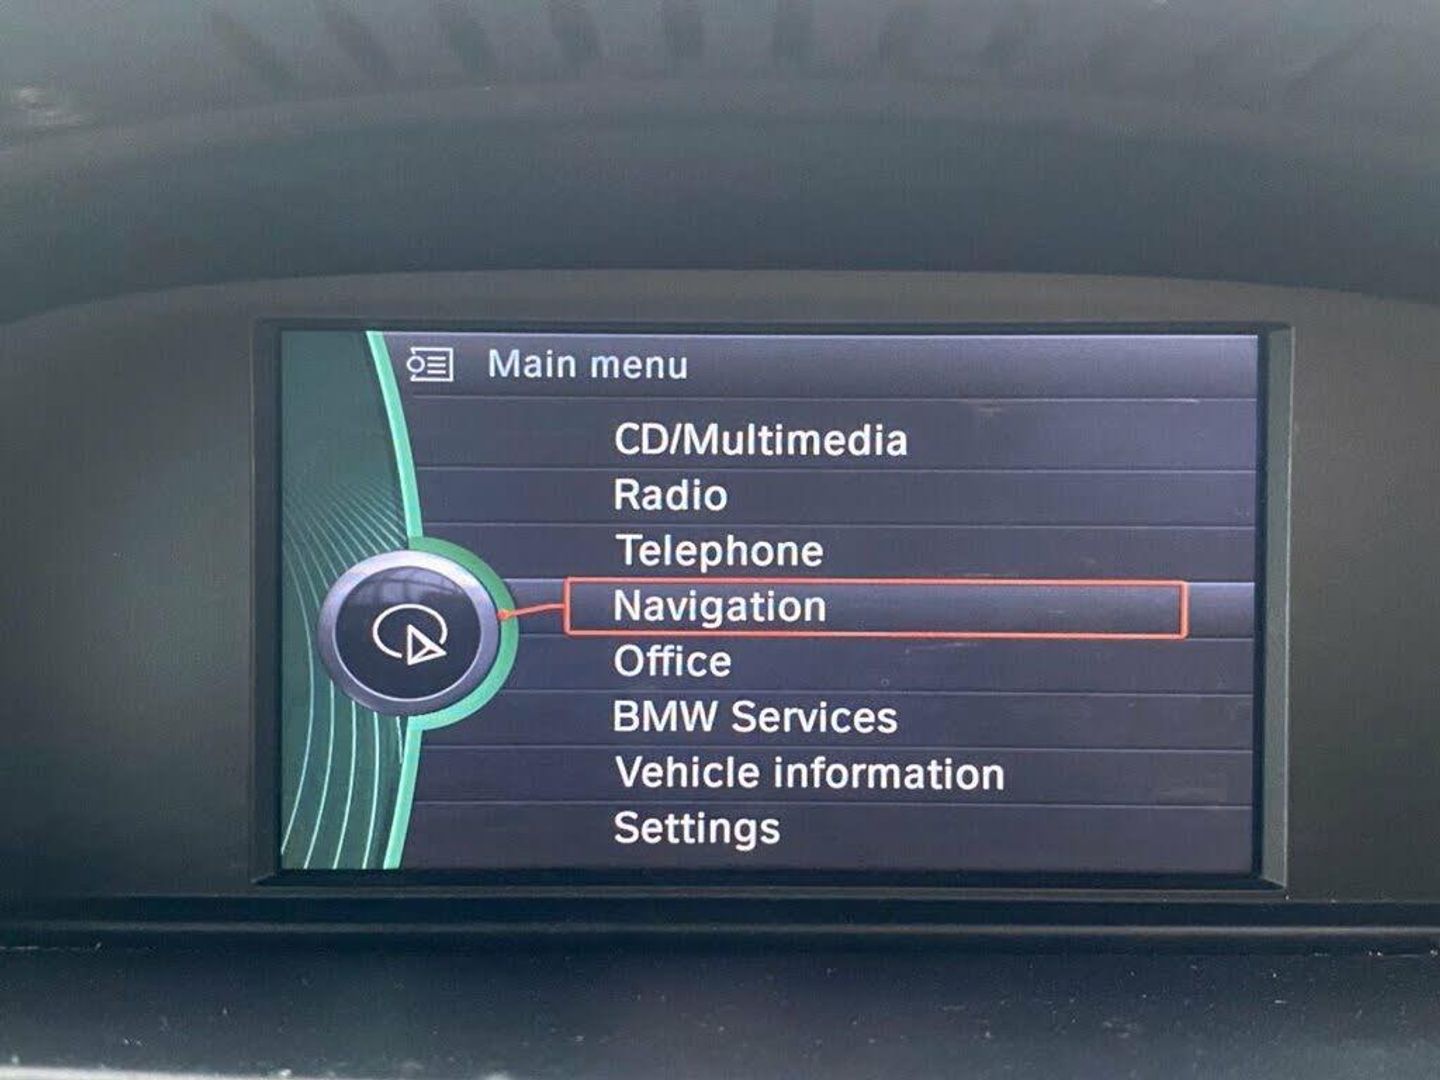 Main menu
CD/Multimedia
Radio
Telephone
Navigation
Office
BMW Services
Vehicle information
Settings